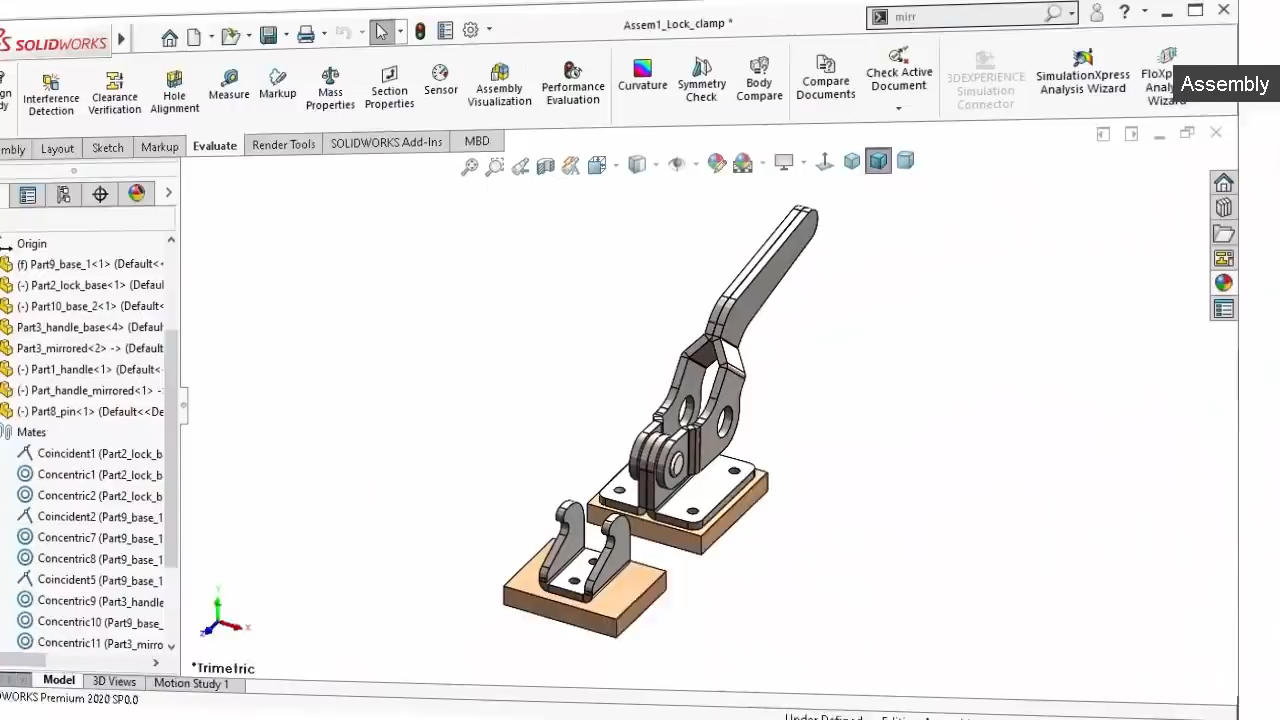 SOLIDWORKS
Assem1_Lock_clamp *
mirr
?
Interference Detection
Clearance Verification
Hole Alignment
Measure
Markup
Mass Properties
Section Properties
Sensor
Assembly Visualization
Performance Evaluation
Curvature
Symmetry Check
Body Compare
Compare Documents
Check Active Document
3DEXPERIENCE Simulation Connector
SimulationXpress Analysis Wizard
Assembly
Layout
Sketch
Markup
Evaluate
Render Tools
SOLIDWORKS Add-Ins
MBD
Origin
(f) Part9_base_1<1> (Default<<
(-) Part2_lock_base<1> (Defaul
(-) Part10_base_2<1> (Default<
Part3_handle_base<4> (Defaul
Part3_mirrored<2> -> (Default
(-) Part1_handle<1> (Default<<
(-) Part_handle_mirrored<1> -
(-) Part8_pin<1> (Default<<De
Mates
Coincident1 (Part2_lock_b
Concentric1 (Part2_lock_b
Concentric2 (Part2_lock_b
Coincident2 (Part9_base_1
Concentric7 (Part9_base_1
Concentric8 (Part9_base_1
Coincident5 (Part9_base_1
Concentric9 (Part3_handle
Concentric10 (Part9_base_
Concentric11 (Part3_mirro
Y
X
Z
*Trimetric
Model
3D Views
Motion Study 1
WORKS Premium 2020 SP0.0